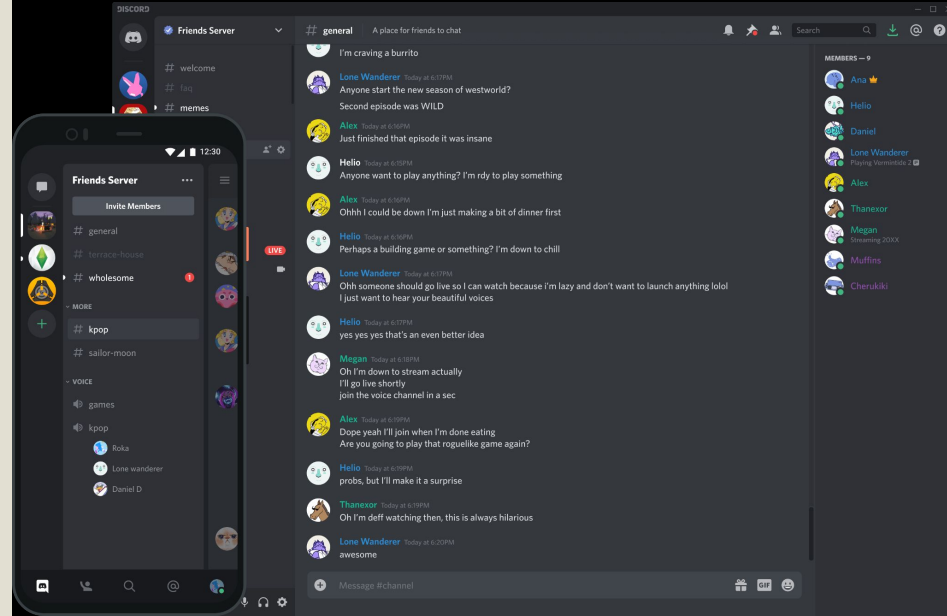 DISCORD
Friends Server
# welcome
# faq
# memes
LIVE
12:30
Friends Server
Invite Members
# general
# terrace-house
# wholesome
1
MORE
# kpop
# sailor-moon
VOICE
games
kpop
Roka
Lone wanderer
Daniel D
# general
A place for friends to chat
Search
I'm craving a burrito
Lone Wanderer Today at 6:17PM
Anyone start the new season of westworld?
Second episode was WILD
Alex Today at 6:16PM
Just finished that episode it was insane
Helio Today at 6:15PM
Anyone want to play anything? I'm rdy to play something
Alex Today at 6:16PM
Ohhh I could be down I'm just making a bit of dinner first
Helio Today at 6:16PM
Perhaps a building game or something? I'm down to chill
Lone Wanderer Today at 6:17PM
Ohh someone should go live so I can watch because i'm lazy and don't want to launch anything lolol
I just want to hear your beautiful voices
Helio Today at 6:17PM
yes yes yes that's an even better idea
Megan Today at 6:18PM
Oh I'm down to stream actually
I'll go live shortly
join the voice channel in a sec
Alex Today at 6:19PM
Dope yeah I'll join when I'm done eating
Are you going to play that roguelike game again?
Helio Today at 6:19PM
probs, but I'll make it a surprise
Thanexor Today at 6:19PM
Oh I'm deff watching then, this is always hilarious
Lone Wanderer Today at 6:20PM
awesome
Message #channel
GIF
MEMBERS — 9
Ana
Helio
Daniel
Lone Wanderer
Playing Vermintide 2
Alex
Thanexor
Megan
Streaming 20XX
Muffins
Cherukiki